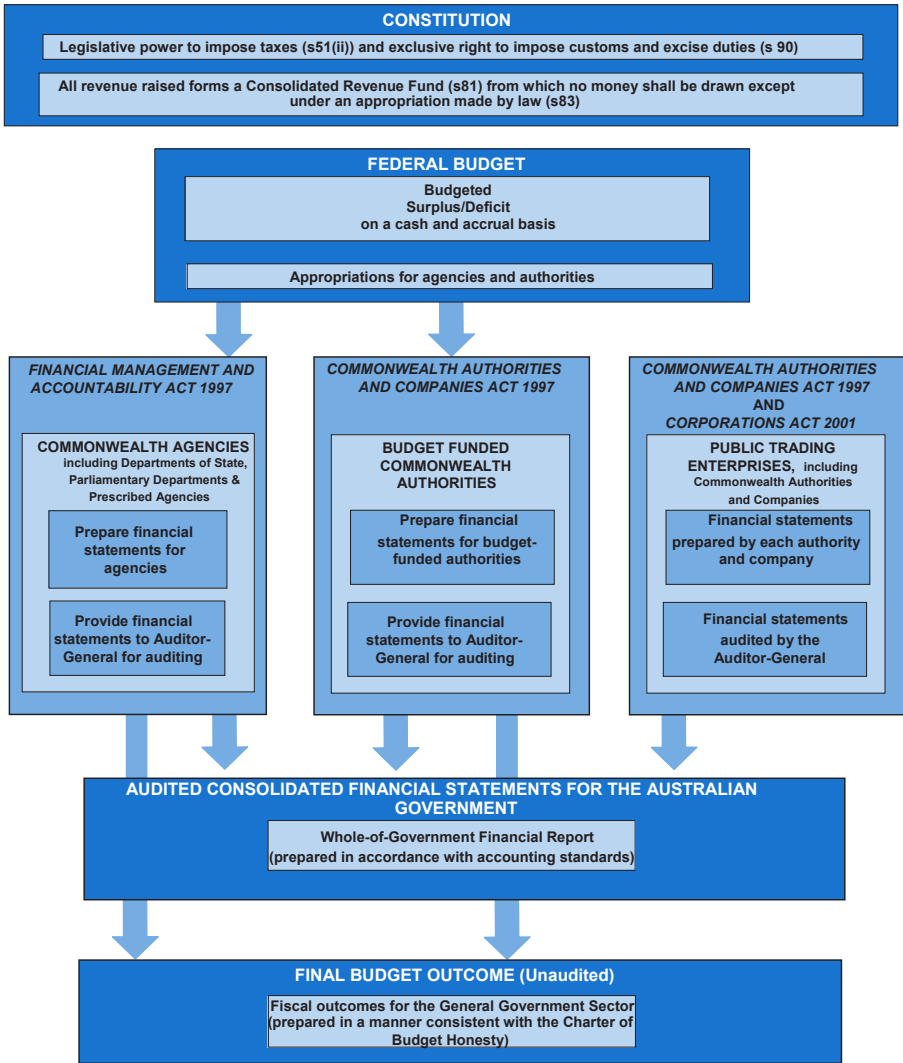 CONSTITUTION
Legislative power to impose taxes (s51(ii)) and exclusive right to impose customs and excise duties (s 90)
All revenue raised forms a Consolidated Revenue Fund (s81) from which no money shall be drawn except
under an appropriation made by law (s83)
FEDERAL BUDGET
Budgeted
Surplus/Deficit
on a cash and accrual basis
Appropriations for agencies and authorities
FINANCIAL MANAGEMENT AND
ACCOUNTABILITY ACT 1997
COMMONWEALTH AGENCIES
including Departments of State,
Parliamentary Departments &
Prescribed Agencies
Prepare financial
statements for
agencies
Provide financial
statements to Auditor-
General for auditing
COMMONWEALTH AUTHORITIES
AND COMPANIES ACT 1997
BUDGET FUNDED
COMMONWEALTH
AUTHORITIES
Prepare financial
statements for budget-
funded authorities
Provide financial
statements to Auditor-
General for auditing
COMMONWEALTH AUTHORITIES
AND COMPANIES ACT 1997
AND
CORPORATIONS ACT 2001
PUBLIC TRADING
ENTERPRISES, including
Commonwealth Authorities
and Companies
Financial statements
prepared by each authority
and company
Financial statements
audited by the
Auditor-General
AUDITED CONSOLIDATED FINANCIAL STATEMENTS FOR THE AUSTRALIAN
GOVERNMENT
Whole-of-Government Financial Report
(prepared in accordance with accounting standards)
FINAL BUDGET OUTCOME (Unaudited)
Fiscal outcomes for the General Government Sector
(prepared in a manner consistent with the Charter of
Budget Honesty)